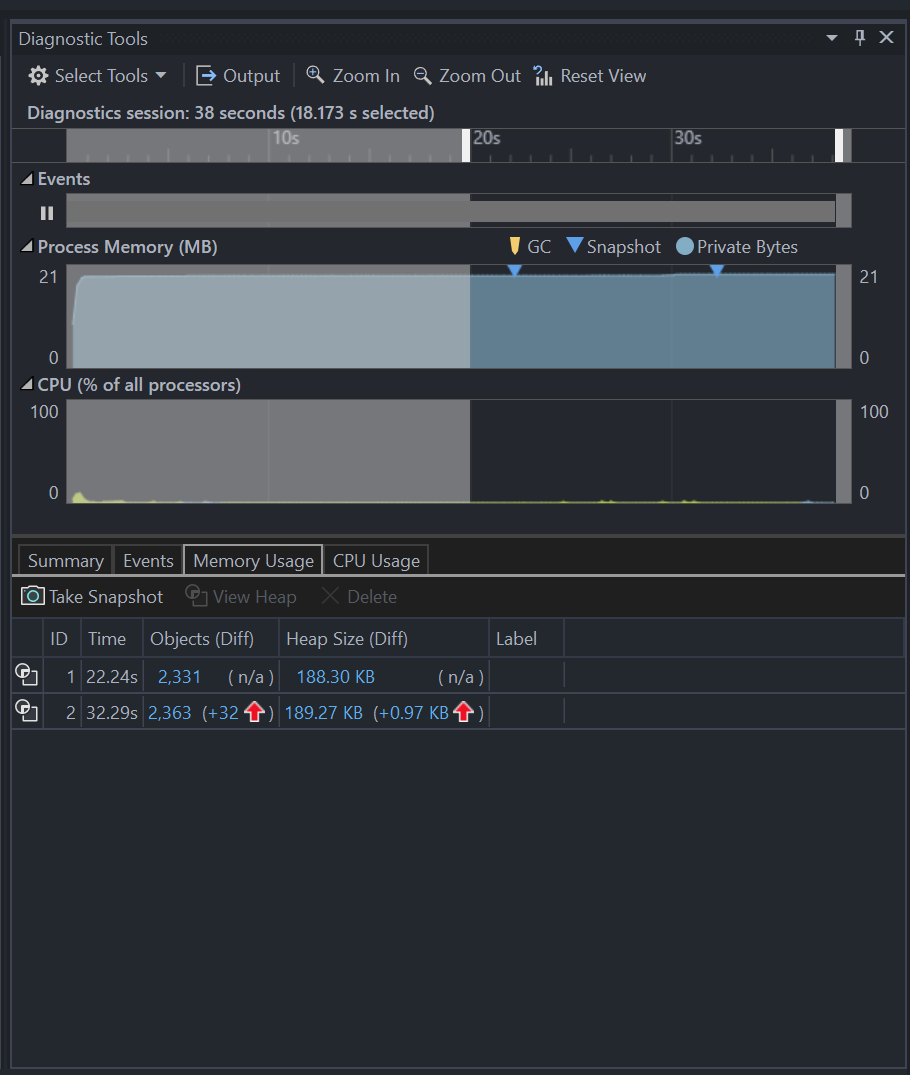 Diagnostic Tools
Select Tools Output Zoom In Zoom Out Reset View
Diagnostics session: 38 seconds (18.173 s selected)
10s 20s 30s
Events
Process Memory (MB) GC Snapshot Private Bytes
21 21
0 0
CPU (% of all processors)
100 100
0 0
Summary Events Memory Usage CPU Usage
Take Snapshot View Heap Delete
ID Time Objects (Diff) Heap Size (Diff) Label
1 22.24s 2,331 ( n/a ) 188.30 KB ( n/a )
2 32.29s 2,363 (+32 ) 189.27 KB (+0.97 KB )